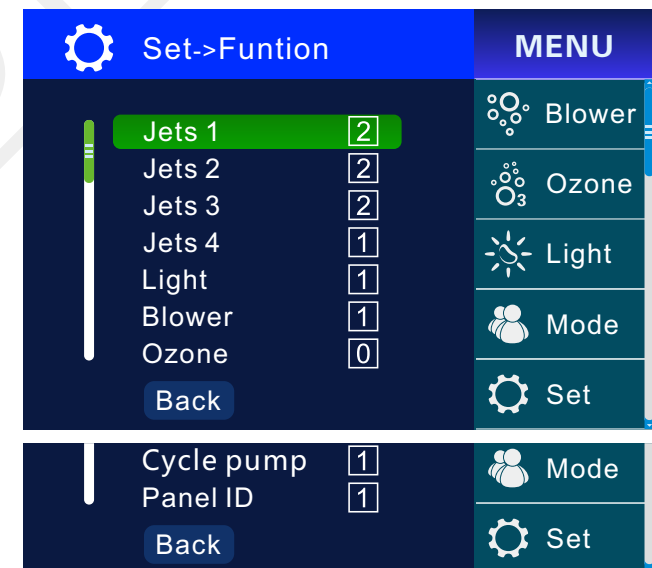 Set->Funtion
MENU
Jets 1 2
Jets 2 2
Jets 3 2
Jets 4 1
Light 1
Blower 1
Ozone 0
Back
Blower
O3 Ozone
Light
Mode
Set
Cycle pump 1
Panel ID 1
Back
Mode
Set